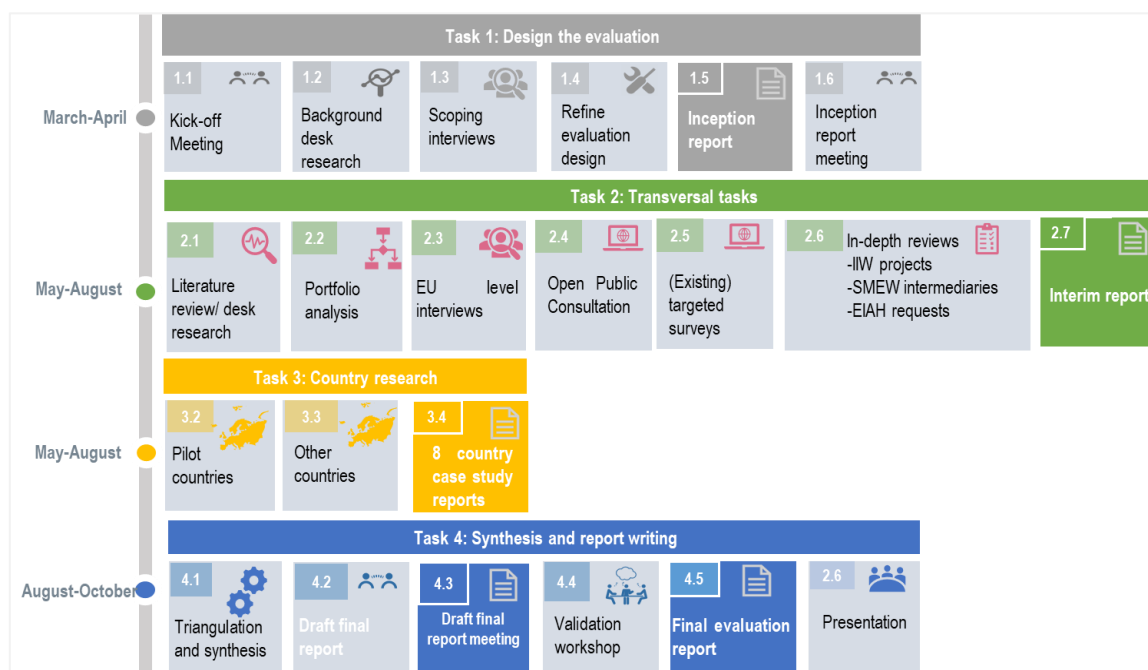 Task 1: Design the evaluation
March-April
1.1
Kick-off
Meeting
1.2
Background
desk
research
1.3
Scoping
interviews
1.4
Refine
evaluation
design
1.5
Inception
report
1.6
Inception
report
meeting
Task 2: Transversal tasks
May-August
2.1
Literature
review/ desk
research
2.2
Portfolio
analysis
2.3
EU level
interviews
2.4
Open Public
Consultation
2.5
(Existing)
targeted
surveys
2.6
In-depth reviews
-IIW projects
-SMEW intermediaries
-EIAH requests
2.7
Interim report
Task 3: Country research
May-August
3.2
Pilot
countries
3.3
Other
countries
3.4
8 country
case study
reports
Task 4: Synthesis and report writing
August-October
4.1
Triangulation
and synthesis
4.2
Draft final
report
4.3
Draft final
report meeting
4.4
Validation
workshop
4.5
Final evaluation
report
2.6
Presentation